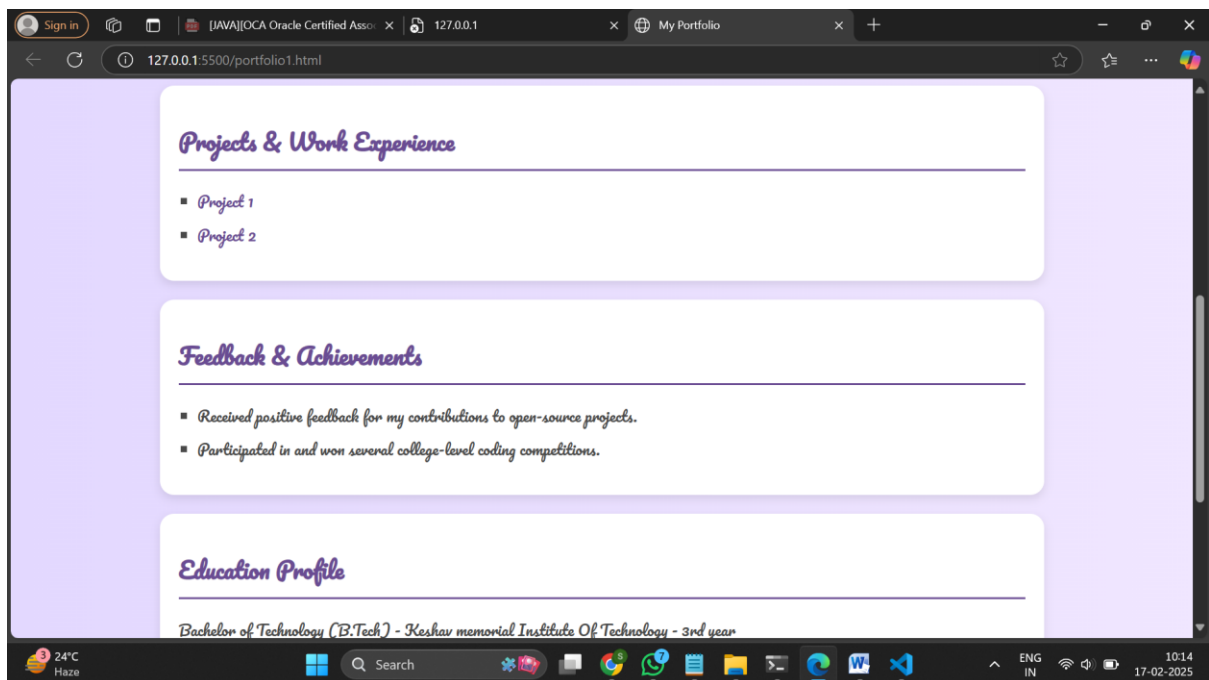 Sign in
[JAVA][OCA Oracle Certified Assoc
127.0.0.1
My Portfolio
127.0.0.1:5500/portfolio1.html
Projects & Work Experience
Project 1
Project 2
Feedback & Achievements
Received positive feedback for my contributions to open-source projects.
Participated in and won several college-level coding competitions.
Education Profile
Bachelor of Technology (B.Tech) - Keshav memorial Institute Of Technology - 3rd year
3
24°C
Haze
Search
S
7
W
ENG
IN
10:14
17-02-2025